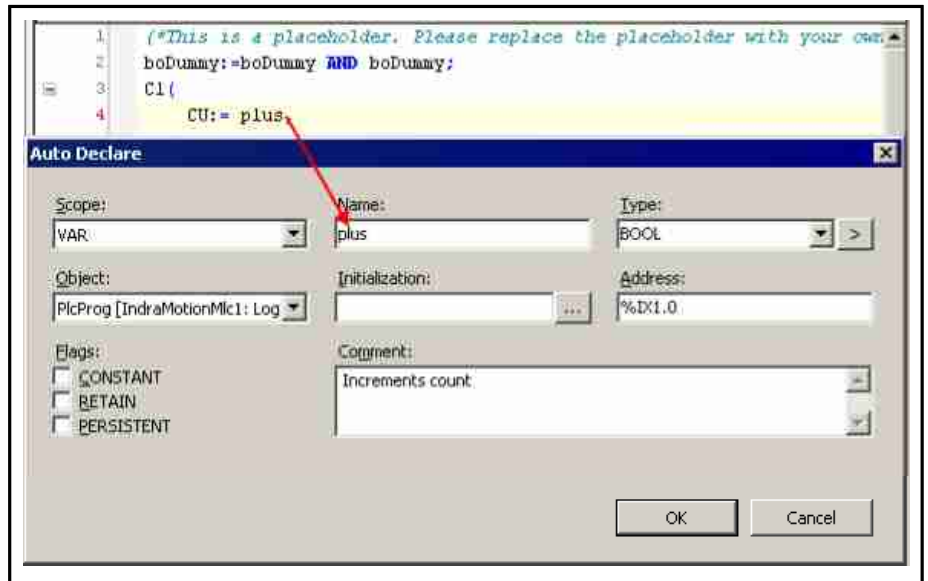 1 (*This is a placeholder. Please replace the placeholder with your own
2 boDummy:=boDummy AND boDummy;
3 C1(
4 CU:= plus,
Auto Declare
Scope: Name: Type:
VAR plus BOOL >
Object: Initialization: Address:
PlcProg [IndraMotionMlc1: Log ... %IX1.0
Flags: Comment:
CONSTANT Increments count
RETAIN
PERSISTENT
OK Cancel